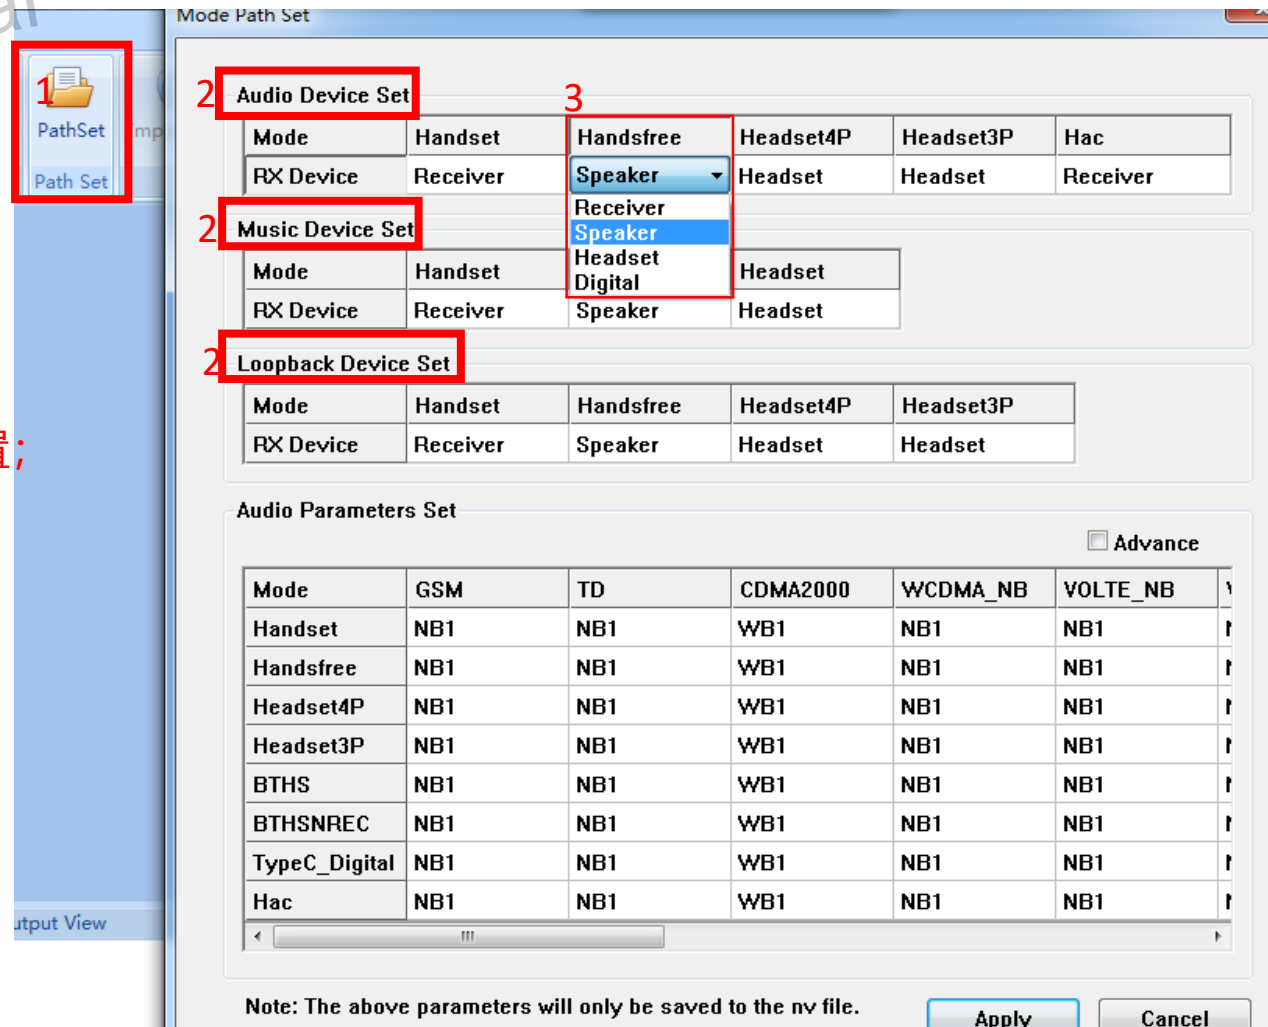 Mode Path Set
1
PathSet
Path Set
2 Audio Device Set
3
Mode Handset Handsfree Headset4P Headset3P Hac
RX Device Receiver Speaker Headset Headset Receiver
Receiver
Speaker
Headset
Digital
2 Music Device Set
Mode Handset Headset
RX Device Receiver Speaker Headset
2 Loopback Device Set
Mode Handset Handsfree Headset4P Headset3P
RX Device Receiver Speaker Headset Headset
置;
Audio Parameters Set
Advance
Mode GSM TD CDMA2000 WCDMA_NB VOLTE_NB
Handset NB1 NB1 WB1 NB1 NB1
Handsfree NB1 NB1 WB1 NB1 NB1
Headset4P NB1 NB1 WB1 NB1 NB1
Headset3P NB1 NB1 WB1 NB1 NB1
BTHS NB1 NB1 WB1 NB1 NB1
BTHSNREC NB1 NB1 WB1 NB1 NB1
TypeC_Digital NB1 NB1 WB1 NB1 NB1
Hac NB1 NB1 WB1 NB1 NB1
utput View
Note: The above parameters will only be saved to the nv file.
Apply Cancel